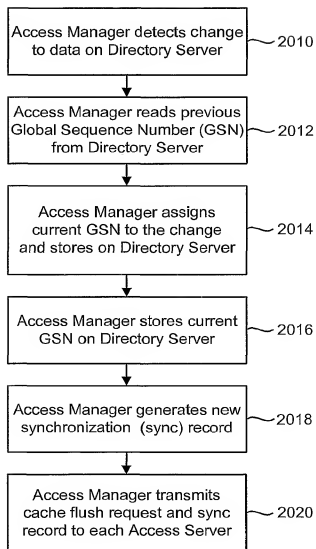 Access Manager detects change
to data on Directory Server
2010
Access Manager reads previous
Global Sequence Number (GSN)
from Directory Server
2012
Access Manager assigns
current GSN to the change
and stores on Directory Server
2014
Access Manager stores current
GSN on Directory Server
2016
Access Manager generates new
synchronization (sync) record
2018
Access Manager transmits
cache flush request and sync
record to each Access Server
2020